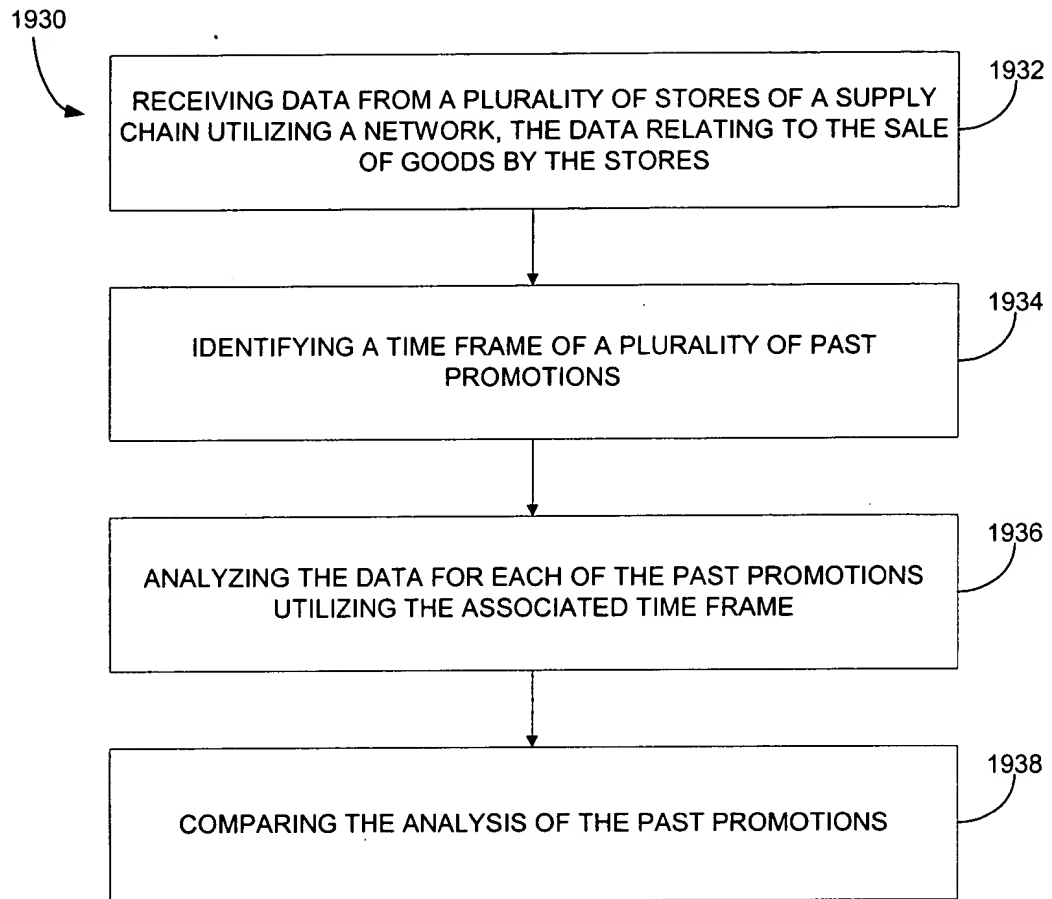 1930
1932
RECEIVING DATA FROM A PLURALITY OF STORES OF A SUPPLY
CHAIN UTILIZING A NETWORK, THE DATA RELATING TO THE SALE
OF GOODS BY THE STORES
1934
IDENTIFYING A TIME FRAME OF A PLURALITY OF PAST
PROMOTIONS
1936
ANALYZING THE DATA FOR EACH OF THE PAST PROMOTIONS
UTILIZING THE ASSOCIATED TIME FRAME
1938
COMPARING THE ANALYSIS OF THE PAST PROMOTIONS